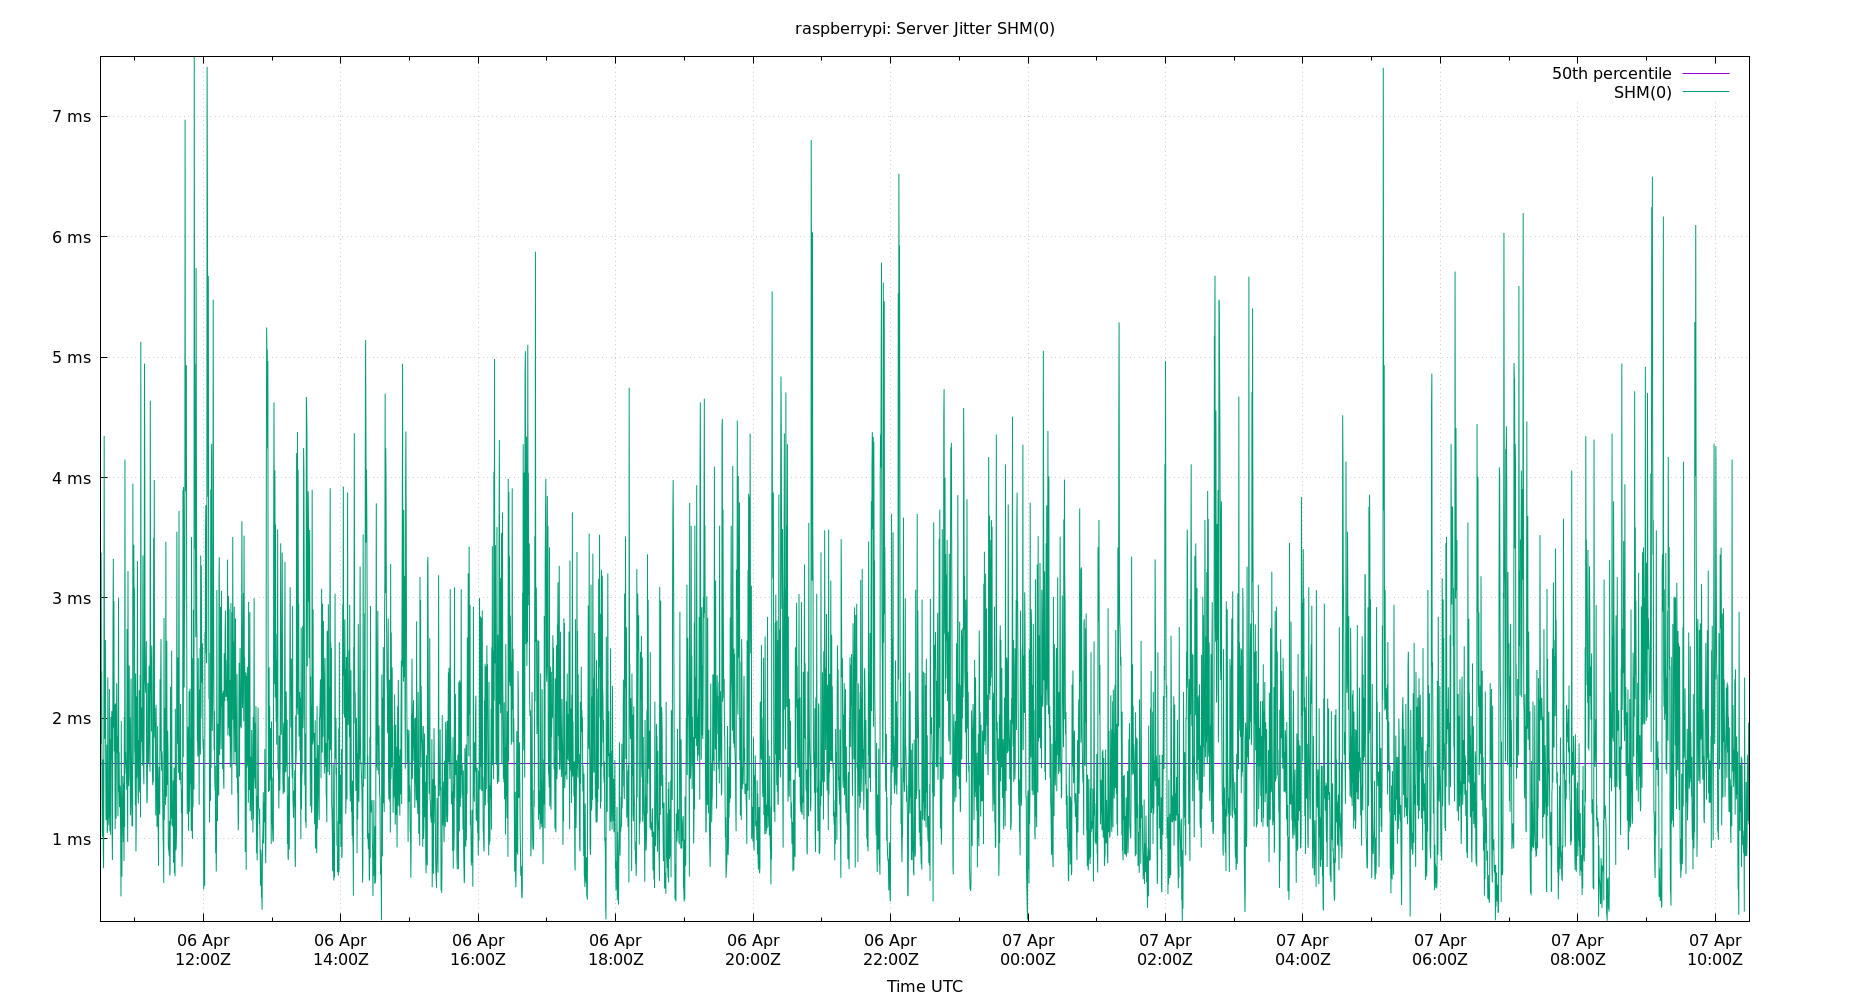 raspberrypi: Server Jitter SHM(0)
50th percentile
SHM(0)
7 ms
6 ms
5 ms
4 ms
3 ms
2 ms
1 ms
06 Apr 06 Apr 06 Apr 06 Apr 06 Apr 06 Apr 07 Apr 07 Apr 07 Apr 07 Apr 07 Apr 07 Apr
12:00Z 14:00Z 16:00Z 18:00Z 20:00Z 22:00Z 00:00Z 02:00Z 04:00Z 06:00Z 08:00Z 10:00Z
Time UTC